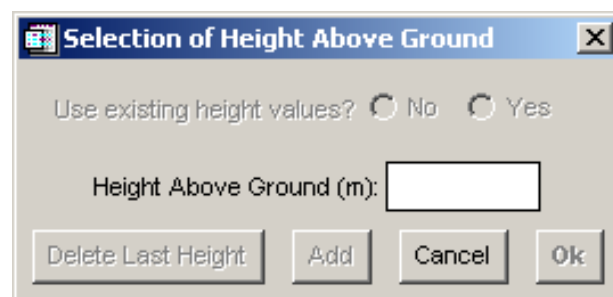 Selection of Height Above Ground
Use existing height values? No Yes
Height Above Ground (m):
Delete Last Height Add Cancel Ok